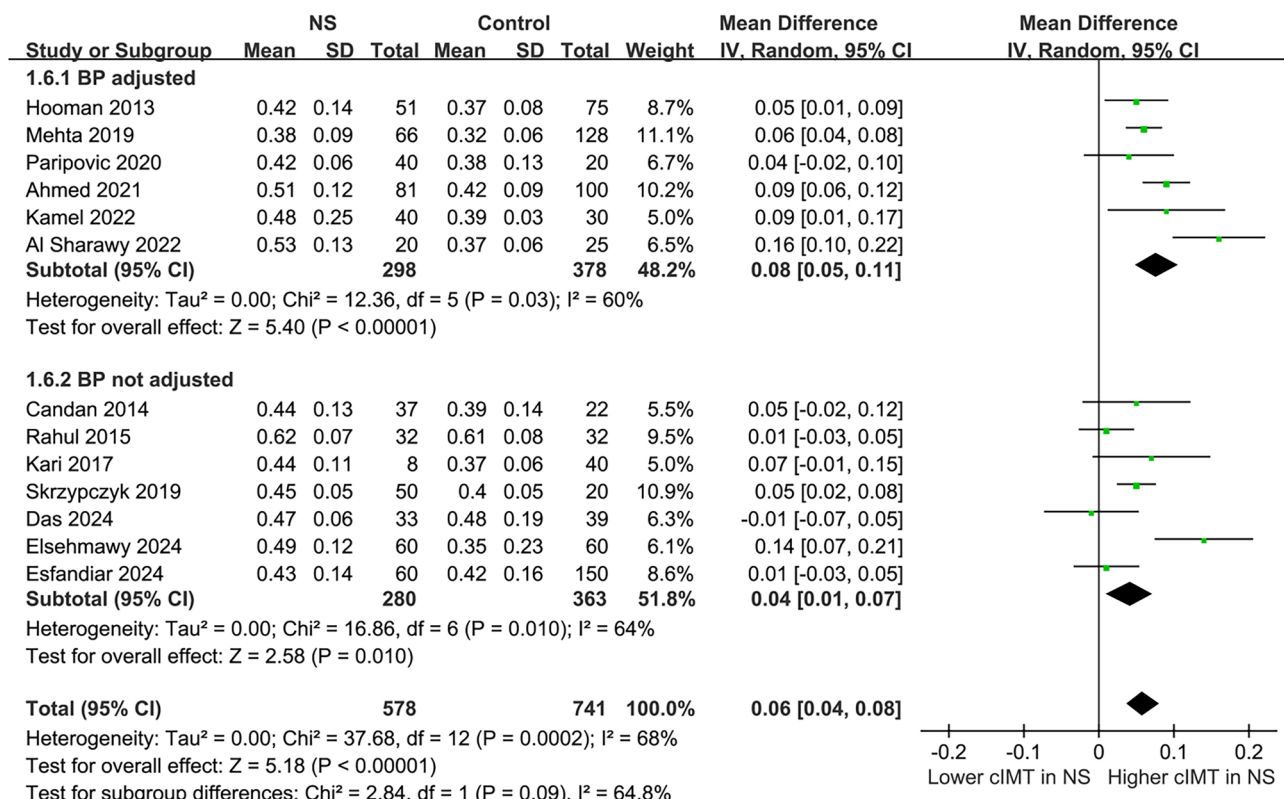 NS Control Mean Difference Mean Difference
Study or Subgroup Mean SD Total Mean SD Total Weight IV, Random, 95% CI IV, Random, 95% CI
1.6.1 BP adjusted
Hooman 2013 0.42 0.14 51 0.37 0.08 75 8.7% 0.05 [0.01, 0.09]
Mehta 2019 0.38 0.09 66 0.32 0.06 128 11.1% 0.06 [0.04, 0.08]
Paripovic 2020 0.42 0.06 40 0.38 0.13 20 6.7% 0.04 [-0.02, 0.10]
Ahmed 2021 0.51 0.12 81 0.42 0.09 100 10.2% 0.09 [0.06, 0.12]
Kamel 2022 0.48 0.25 40 0.39 0.03 30 5.0% 0.09 [0.01, 0.17]
Al Sharawy 2022 0.53 0.13 20 0.37 0.06 25 6.5% 0.16 [0.10, 0.22]
Subtotal (95% CI) 298 378 48.2% 0.08 [0.05, 0.11]
Heterogeneity: Tau² = 0.00; Chi² = 12.36, df = 5 (P = 0.03); I² = 60%
Test for overall effect: Z = 5.40 (P < 0.00001)
1.6.2 BP not adjusted
Candan 2014 0.44 0.13 37 0.39 0.14 22 5.5% 0.05 [-0.02, 0.12]
Rahul 2015 0.62 0.07 32 0.61 0.08 32 9.5% 0.01 [-0.03, 0.05]
Kari 2017 0.44 0.11 8 0.37 0.06 40 5.0% 0.07 [-0.01, 0.15]
Skrzypczyk 2019 0.45 0.05 50 0.4 0.05 20 10.9% 0.05 [0.02, 0.08]
Das 2024 0.47 0.06 33 0.48 0.19 39 6.3% -0.01 [-0.07, 0.05]
Elsehmawy 2024 0.49 0.12 60 0.35 0.23 60 6.1% 0.14 [0.07, 0.21]
Esfandiar 2024 0.43 0.14 60 0.42 0.16 150 8.6% 0.01 [-0.03, 0.05]
Subtotal (95% CI) 280 363 51.8% 0.04 [0.01, 0.07]
Heterogeneity: Tau² = 0.00; Chi² = 16.86, df = 6 (P = 0.010); I² = 64%
Test for overall effect: Z = 2.58 (P = 0.010)
Total (95% CI) 578 741 100.0% 0.06 [0.04, 0.08]
Heterogeneity: Tau² = 0.00; Chi² = 37.68, df = 12 (P = 0.0002); I² = 68%
Test for overall effect: Z = 5.18 (P < 0.00001)
Test for subgroup differences: Chi² = 2.84, df = 1 (P = 0.09), I² = 64.8%
-0.2 -0.1 0 0.1 0.2
Lower cIMT in NS Higher cIMT in NS